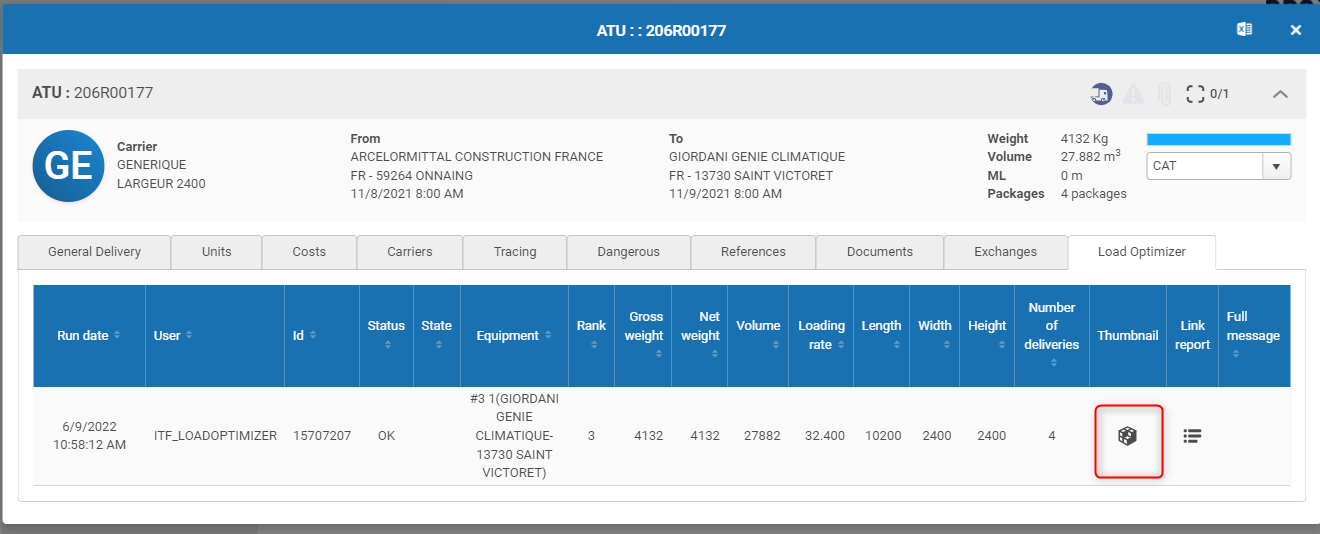 ATU : : 206R00177
ATU : 206R00177
0/1
GE
Carrier
GENERIQUE
LARGEUR 2400
From
ARCELORMITTAL CONSTRUCTION FRANCE
FR - 59264 ONNAING
11/8/2021 8:00 AM
To
GIORDANI GENIE CLIMATIQUE
FR - 13730 SAINT VICTORET
11/9/2021 8:00 AM
Weight 4132 Kg
Volume 27.882 m3
ML 0 m
Packages 4 packages
CAT
General Delivery Units Costs Carriers Tracing Dangerous References Documents Exchanges Load Optimizer
Run date User Id Status State Equipment Rank Gross weight Net weight Volume Loading rate Length Width Height Number of deliveries Thumbnail Link report Full message
6/9/2022
10:58:12 AM
ITF_LOADOPTIMIZER 15707207 OK
#3 1(GIORDANI
GENIE
CLIMATIQUE-
13730 SAINT
VICTORET)
3 4132 4132 27882 32.400 10200 2400 2400 4